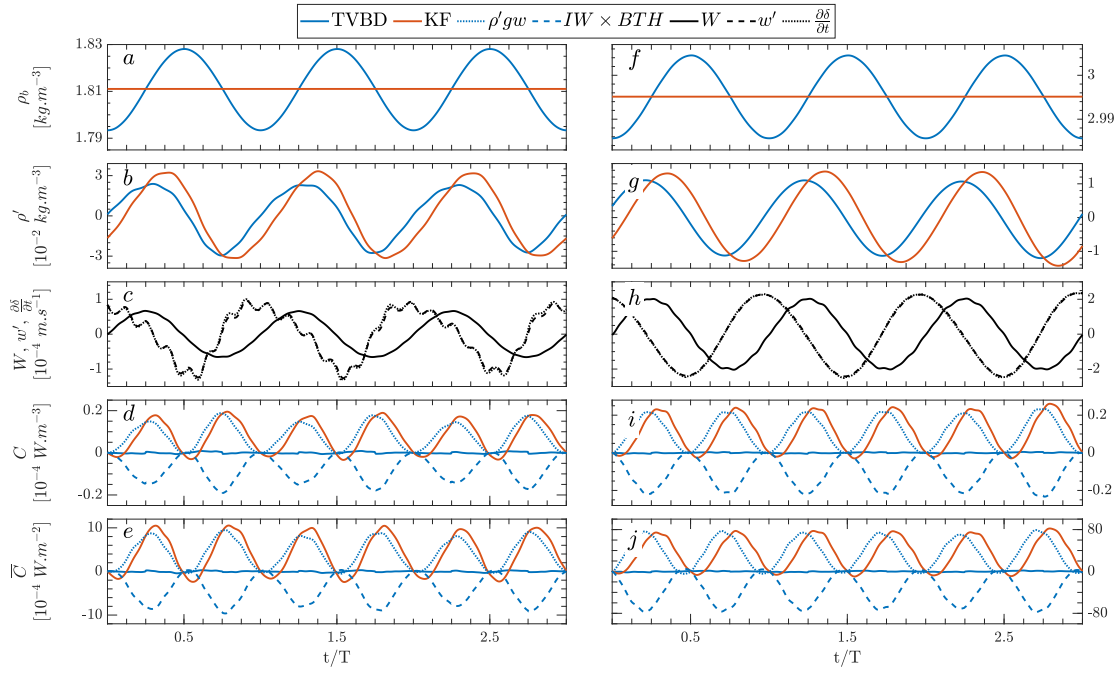 TVBD KF ρ′gw IW × BTH W w′ ∂δ/∂t
a
ρ_b [kg.m⁻³]
1.83
1.81
1.79
f
3
2.99
b
ρ′ [10⁻² kg.m⁻³]
3
0
-3
g
1
0
-1
c
W, w′, ∂δ/∂t [10⁻⁴ m.s⁻¹]
1
0
-1
h
2
0
-2
d
C [10⁻⁴ W.m⁻³]
0.2
0
-0.2
i
0.2
0
-0.2
e
C̅ [10⁻⁴ W.m⁻²]
10
0
-10
j
80
0
-80
0.5 1.5 2.5
0.5 1.5 2.5
t/T
t/T